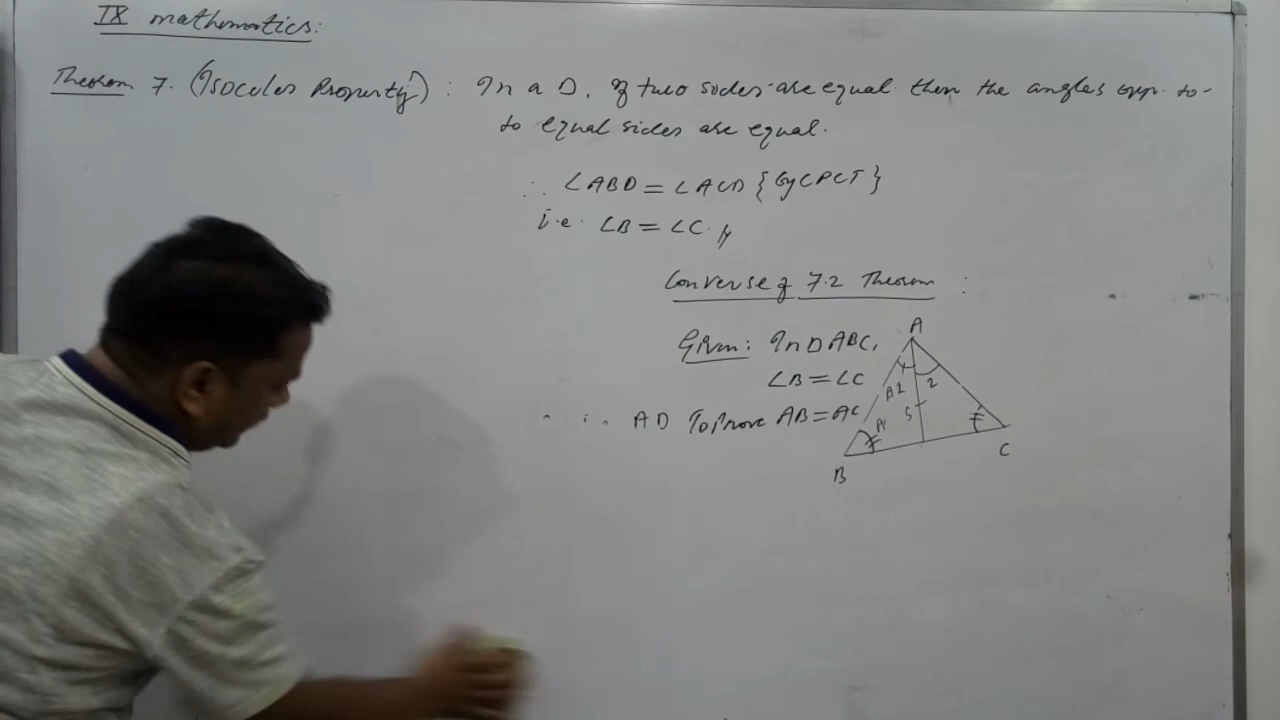 IX mathematics:
Theorem 7. (Isoceles Property) : In a Δ, if two sides are equal then the angles opp. to-
to equal sides are equal.
∴ ∠ABD = ∠ACD {by CPCT}
i.e. ∠B = ∠C.
Converse of 7.2 Theorem :
Given: In Δ ABC,
∠B = ∠C
AD To prove AB = AC
A
1 2
S
B
C